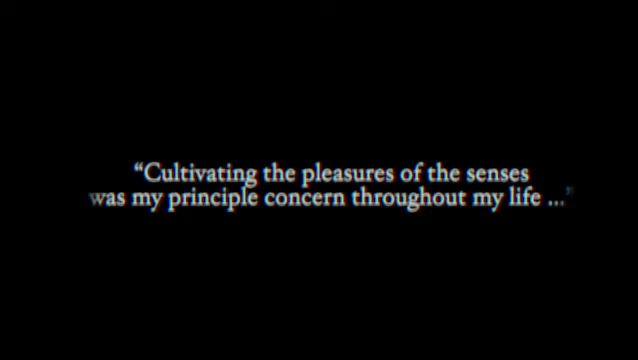 “Cultivating the pleasures of the senses
was my principle concern throughout my life ...”